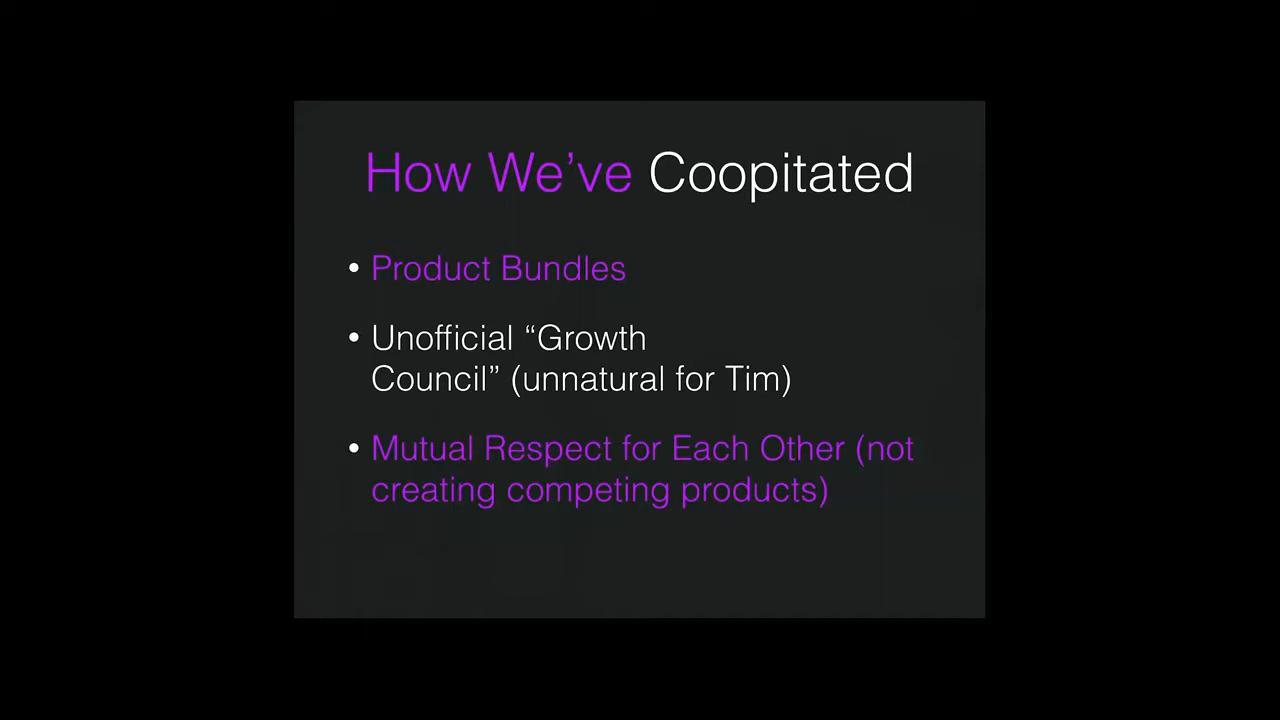 How We’ve Coopitated
• Product Bundles
• Unofficial “Growth
Council” (unnatural for Tim)
• Mutual Respect for Each Other (not
creating competing products)